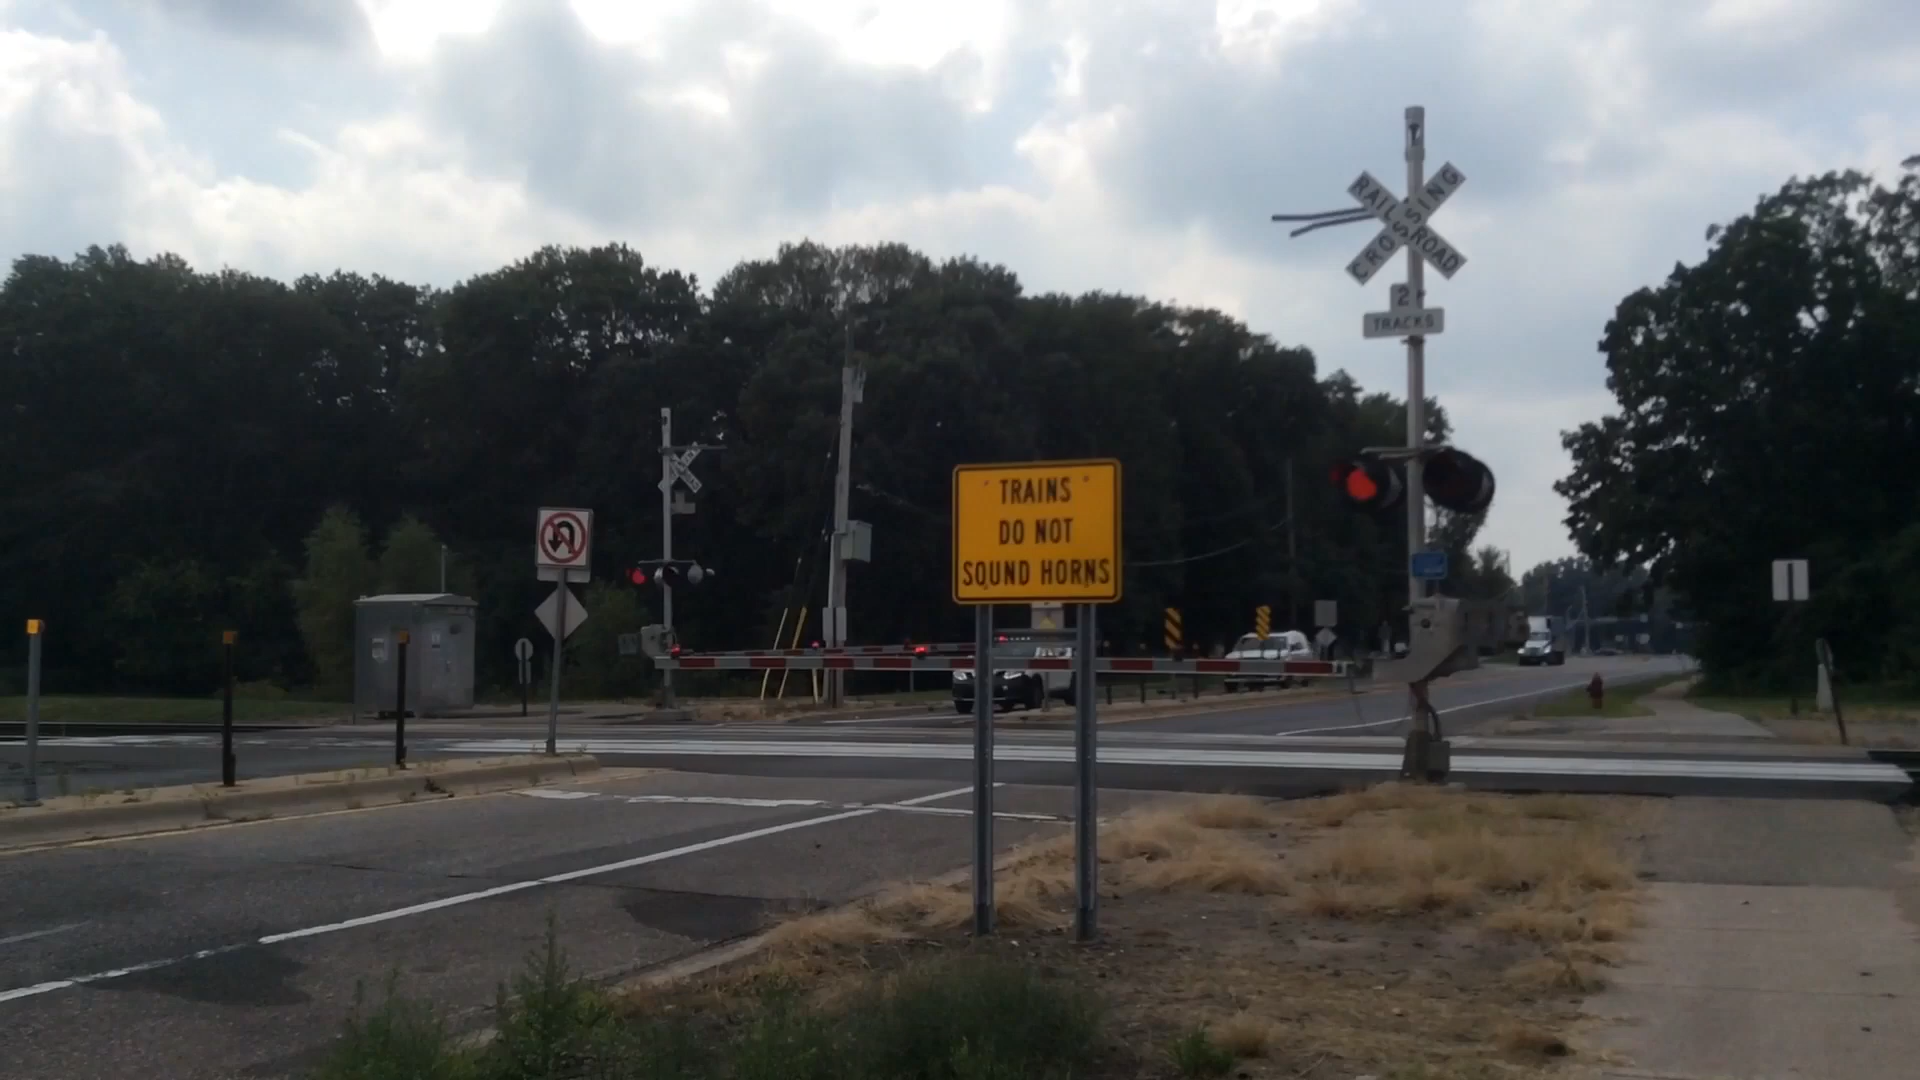 RAILROAD
CROSSING
2
TRACKS
TRAINS
DO NOT
SOUND HORNS